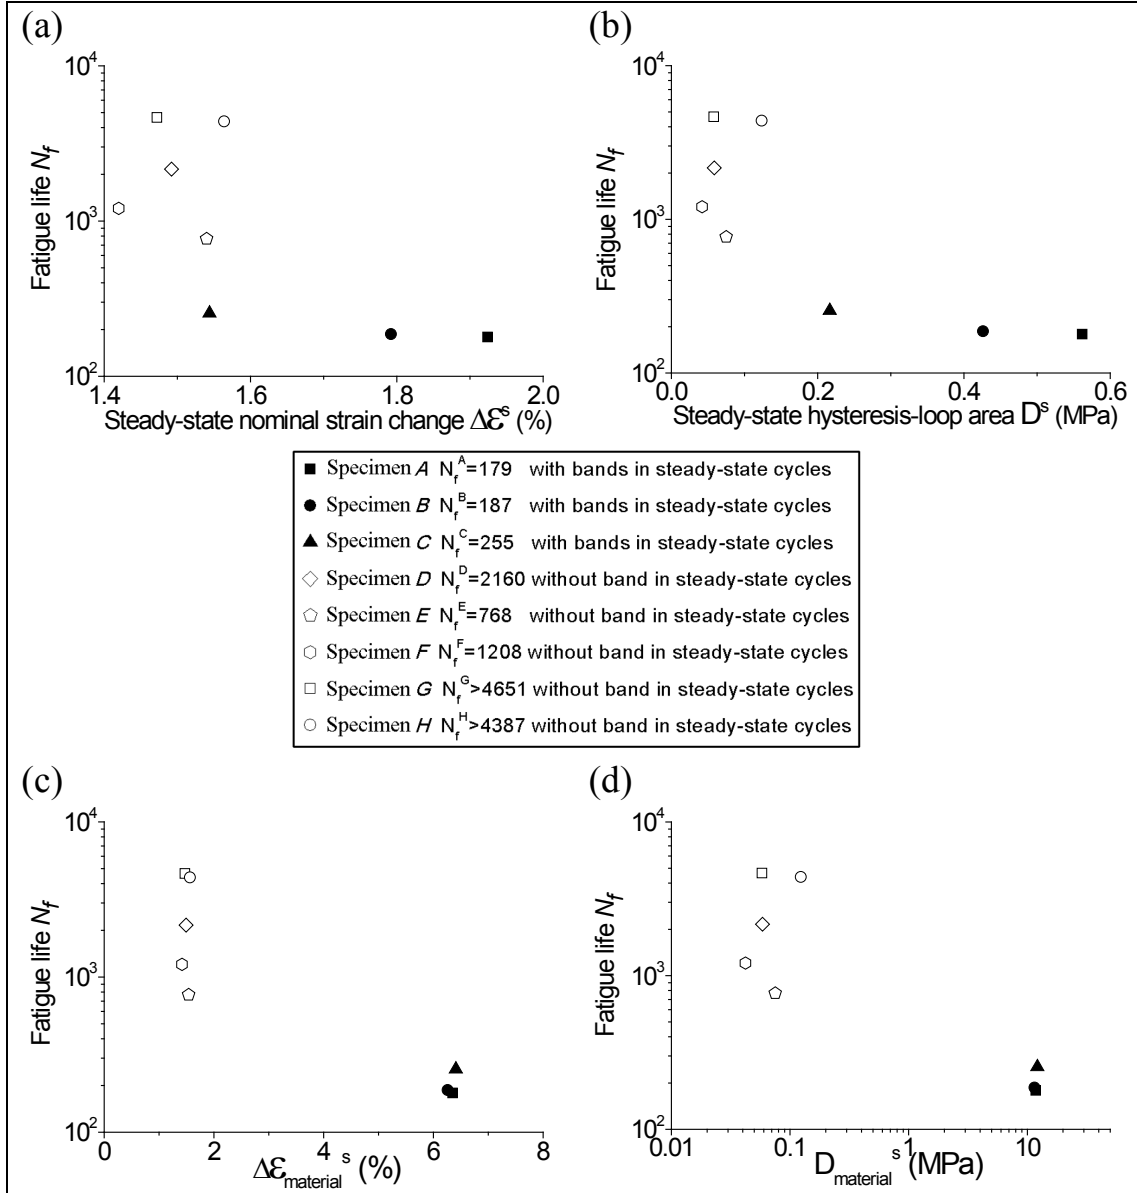 (a)
10^4
10^3
10^2
Fatigue life N_f
1.4 1.6 1.8 2.0
Steady-state nominal strain change Δε^s (%)
(b)
10^4
10^3
10^2
Fatigue life N_f
0.0 0.2 0.4 0.6
Steady-state hysteresis-loop area D^s (MPa)
Specimen A N_f^A=179 with bands in steady-state cycles
Specimen B N_f^B=187 with bands in steady-state cycles
Specimen C N_f^C=255 with bands in steady-state cycles
Specimen D N_f^D=2160 without band in steady-state cycles
Specimen E N_f^E=768 without band in steady-state cycles
Specimen F N_f^F=1208 without band in steady-state cycles
Specimen G N_f^G>4651 without band in steady-state cycles
Specimen H N_f^H>4387 without band in steady-state cycles
(c)
10^4
10^3
10^2
Fatigue life N_f
0 2 4 6 8
Δε_material^s (%)
(d)
10^4
10^3
10^2
Fatigue life N_f
0.01 0.1 1 10
D_material^s (MPa)